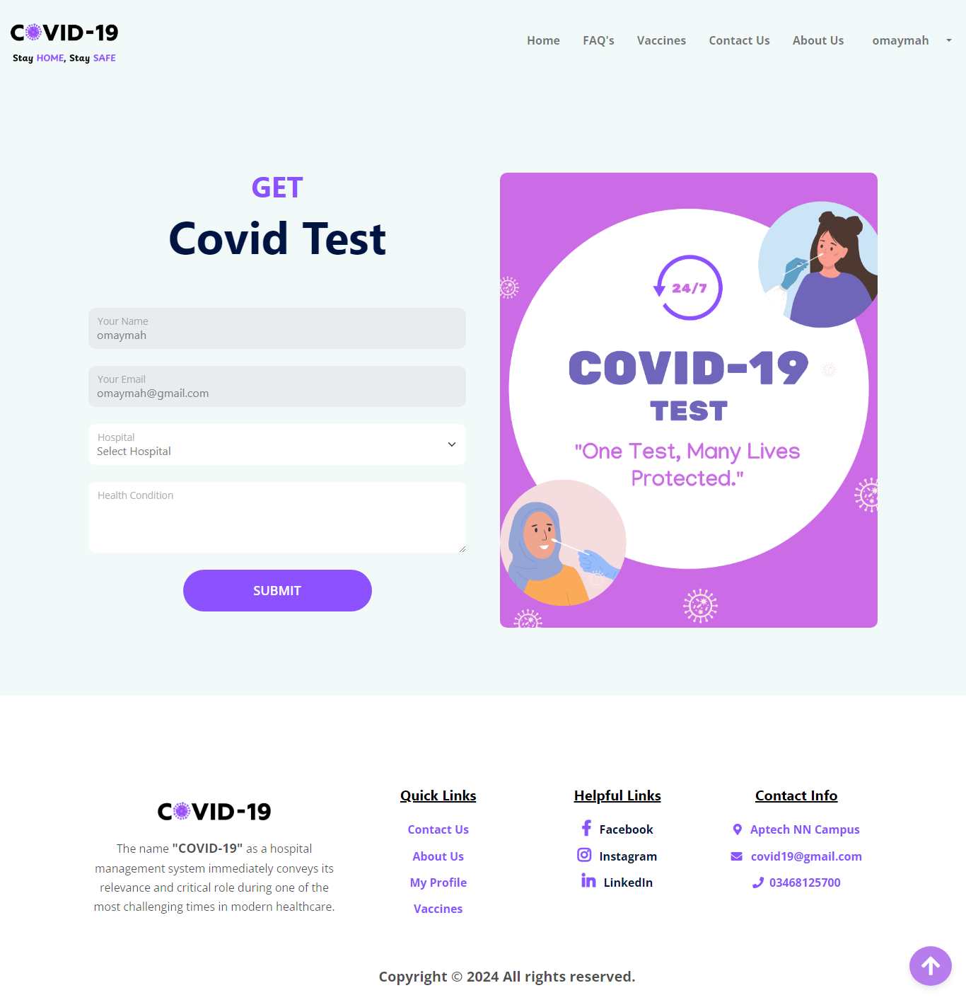 COVID-19
Stay HOME, Stay SAFE
Home
FAQ's
Vaccines
Contact Us
About Us
omaymah
GET
Covid Test
Your Name
omaymah
Your Email
omaymah@gmail.com
Hospital
Select Hospital
Health Condition
SUBMIT
24/7
COVID-19
TEST
"One Test, Many Lives
Protected."
COVID-19
The name "COVID-19" as a hospital
management system immediately conveys its
relevance and critical role during one of the
most challenging times in modern healthcare.
Quick Links
Contact Us
About Us
My Profile
Vaccines
Helpful Links
Facebook
Instagram
LinkedIn
Contact Info
Aptech NN Campus
covid19@gmail.com
03468125700
Copyright © 2024 All rights reserved.